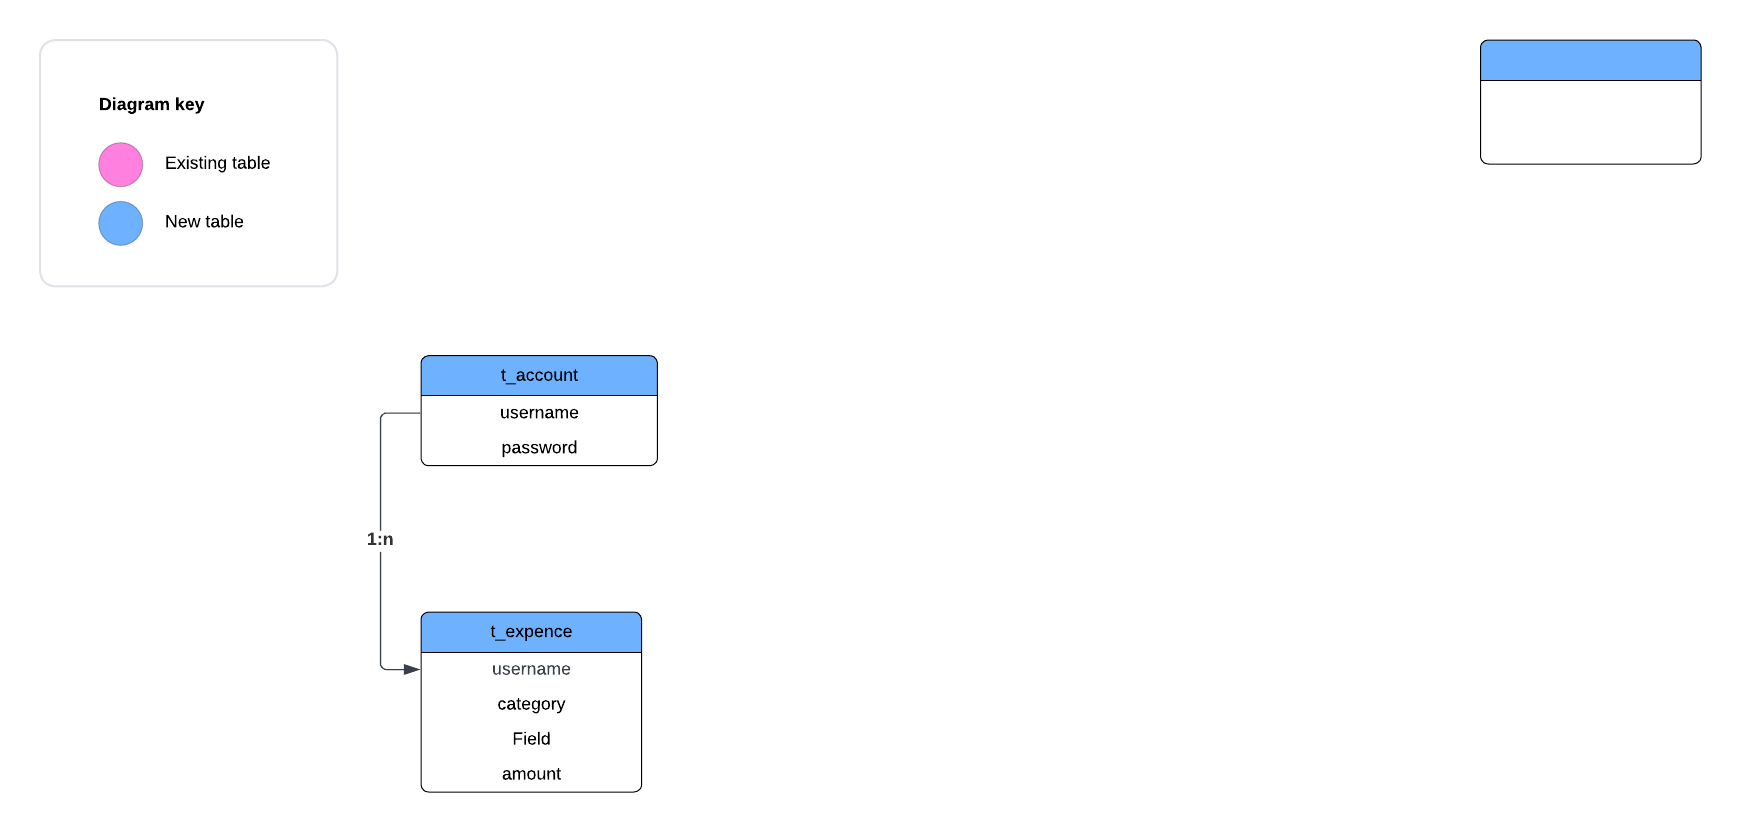 Diagram key
Existing table
New table
t_account
username
password
1:n
t_expence
username
category
Field
amount